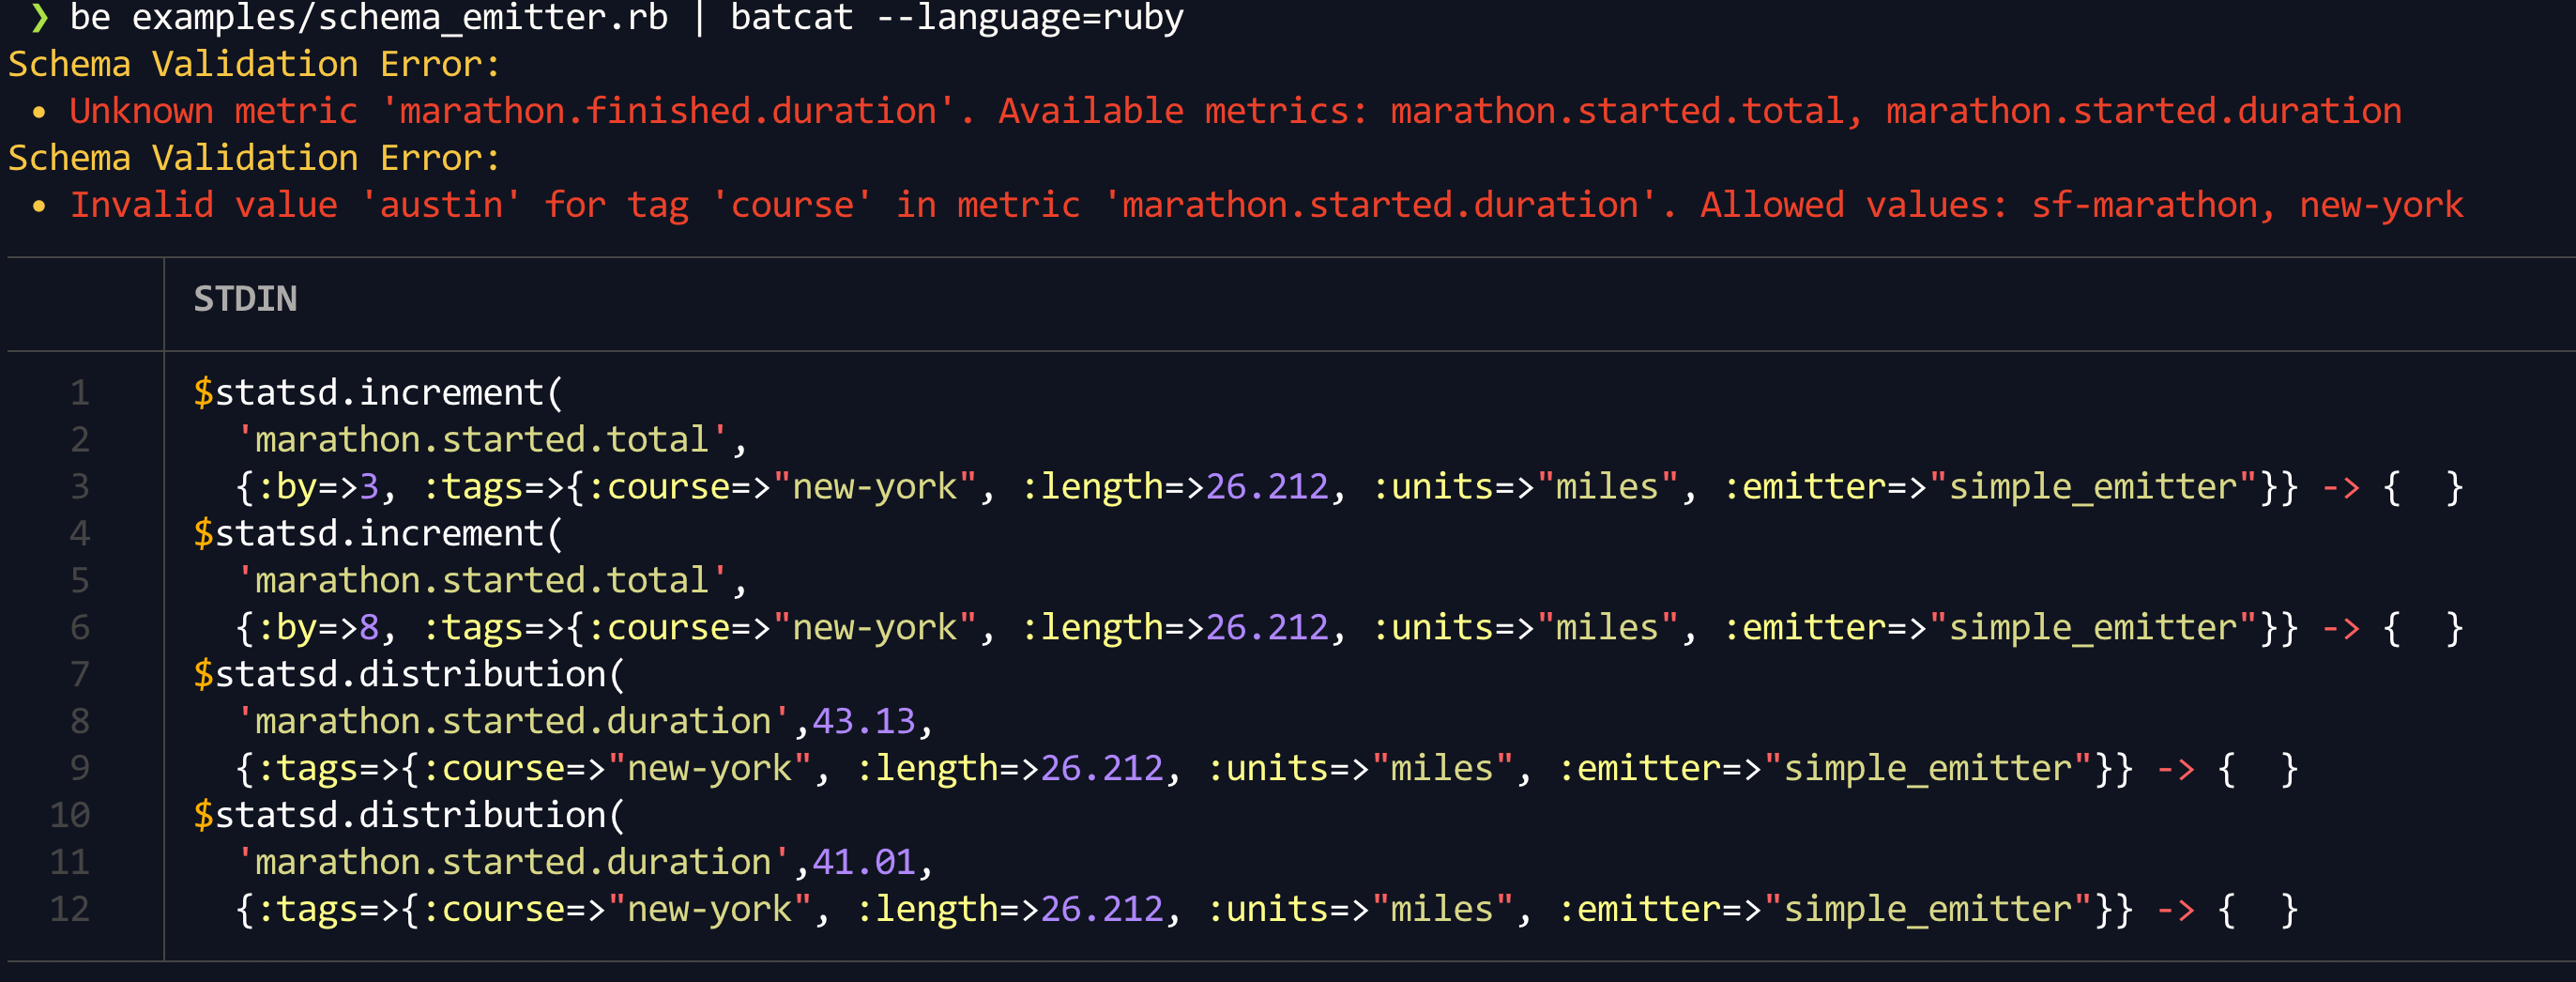 ❯ be examples/schema_emitter.rb | batcat --language=ruby
Schema Validation Error:
 • Unknown metric 'marathon.finished.duration'. Available metrics: marathon.started.total, marathon.started.duration
Schema Validation Error:
 • Invalid value 'austin' for tag 'course' in metric 'marathon.started.duration'. Allowed values: sf-marathon, new-york
STDIN
1 $statsd.increment(
2   'marathon.started.total',
3   {:by=>3, :tags=>{:course=>"new-york", :length=>26.212, :units=>"miles", :emitter=>"simple_emitter"}} -> {  }
4 $statsd.increment(
5   'marathon.started.total',
6   {:by=>8, :tags=>{:course=>"new-york", :length=>26.212, :units=>"miles", :emitter=>"simple_emitter"}} -> {  }
7 $statsd.distribution(
8   'marathon.started.duration',43.13,
9   {:tags=>{:course=>"new-york", :length=>26.212, :units=>"miles", :emitter=>"simple_emitter"}} -> {  }
10 $statsd.distribution(
11   'marathon.started.duration',41.01,
12   {:tags=>{:course=>"new-york", :length=>26.212, :units=>"miles", :emitter=>"simple_emitter"}} -> {  }